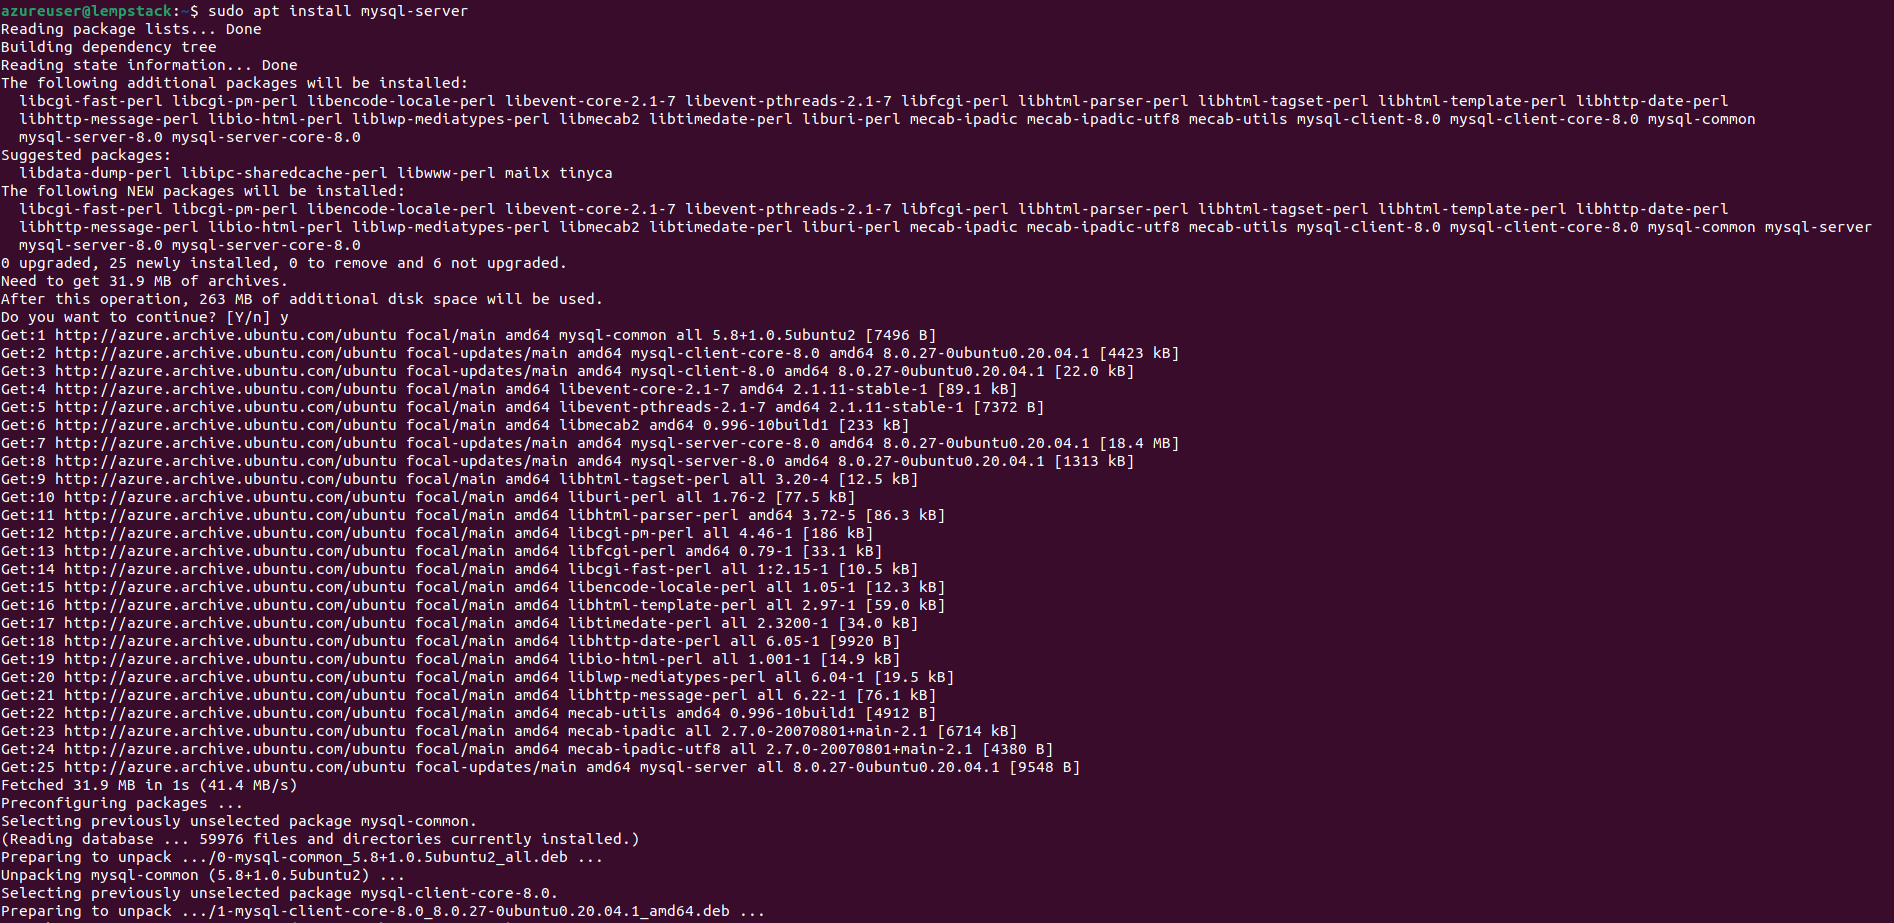 azureuser@lempstack:~$ sudo apt install mysql-server
Reading package lists... Done
Building dependency tree
Reading state information... Done
The following additional packages will be installed:
  libcgi-fast-perl libcgi-pm-perl libencode-locale-perl libevent-core-2.1-7 libevent-pthreads-2.1-7 libfcgi-perl libhtml-parser-perl libhtml-tagset-perl libhtml-template-perl libhttp-date-perl
  libhttp-message-perl libio-html-perl liblwp-mediatypes-perl libmecab2 libtimedate-perl liburi-perl mecab-ipadic mecab-ipadic-utf8 mecab-utils mysql-client-8.0 mysql-client-core-8.0 mysql-common
  mysql-server-8.0 mysql-server-core-8.0
Suggested packages:
  libdata-dump-perl libipc-sharedcache-perl libwww-perl mailx tinyca
The following NEW packages will be installed:
  libcgi-fast-perl libcgi-pm-perl libencode-locale-perl libevent-core-2.1-7 libevent-pthreads-2.1-7 libfcgi-perl libhtml-parser-perl libhtml-tagset-perl libhtml-template-perl libhttp-date-perl
  libhttp-message-perl libio-html-perl liblwp-mediatypes-perl libmecab2 libtimedate-perl liburi-perl mecab-ipadic mecab-ipadic-utf8 mecab-utils mysql-client-8.0 mysql-client-core-8.0 mysql-common mysql-server
  mysql-server-8.0 mysql-server-core-8.0
0 upgraded, 25 newly installed, 0 to remove and 6 not upgraded.
Need to get 31.9 MB of archives.
After this operation, 263 MB of additional disk space will be used.
Do you want to continue? [Y/n] y
Get:1 http://azure.archive.ubuntu.com/ubuntu focal/main amd64 mysql-common all 5.8+1.0.5ubuntu2 [7496 B]
Get:2 http://azure.archive.ubuntu.com/ubuntu focal-updates/main amd64 mysql-client-core-8.0 amd64 8.0.27-0ubuntu0.20.04.1 [4423 kB]
Get:3 http://azure.archive.ubuntu.com/ubuntu focal-updates/main amd64 mysql-client-8.0 amd64 8.0.27-0ubuntu0.20.04.1 [22.0 kB]
Get:4 http://azure.archive.ubuntu.com/ubuntu focal/main amd64 libevent-core-2.1-7 amd64 2.1.11-stable-1 [89.1 kB]
Get:5 http://azure.archive.ubuntu.com/ubuntu focal/main amd64 libevent-pthreads-2.1-7 amd64 2.1.11-stable-1 [7372 B]
Get:6 http://azure.archive.ubuntu.com/ubuntu focal/main amd64 libmecab2 amd64 0.996-10build1 [233 kB]
Get:7 http://azure.archive.ubuntu.com/ubuntu focal-updates/main amd64 mysql-server-core-8.0 amd64 8.0.27-0ubuntu0.20.04.1 [18.4 MB]
Get:8 http://azure.archive.ubuntu.com/ubuntu focal-updates/main amd64 mysql-server-8.0 amd64 8.0.27-0ubuntu0.20.04.1 [1313 kB]
Get:9 http://azure.archive.ubuntu.com/ubuntu focal/main amd64 libhtml-tagset-perl all 3.20-4 [12.5 kB]
Get:10 http://azure.archive.ubuntu.com/ubuntu focal/main amd64 liburi-perl all 1.76-2 [77.5 kB]
Get:11 http://azure.archive.ubuntu.com/ubuntu focal/main amd64 libhtml-parser-perl amd64 3.72-5 [86.3 kB]
Get:12 http://azure.archive.ubuntu.com/ubuntu focal/main amd64 libcgi-pm-perl all 4.46-1 [186 kB]
Get:13 http://azure.archive.ubuntu.com/ubuntu focal/main amd64 libfcgi-perl amd64 0.79-1 [33.1 kB]
Get:14 http://azure.archive.ubuntu.com/ubuntu focal/main amd64 libcgi-fast-perl all 1:2.15-1 [10.5 kB]
Get:15 http://azure.archive.ubuntu.com/ubuntu focal/main amd64 libencode-locale-perl all 1.05-1 [12.3 kB]
Get:16 http://azure.archive.ubuntu.com/ubuntu focal/main amd64 libhtml-template-perl all 2.97-1 [59.0 kB]
Get:17 http://azure.archive.ubuntu.com/ubuntu focal/main amd64 libtimedate-perl all 2.3200-1 [34.0 kB]
Get:18 http://azure.archive.ubuntu.com/ubuntu focal/main amd64 libhttp-date-perl all 6.05-1 [9920 B]
Get:19 http://azure.archive.ubuntu.com/ubuntu focal/main amd64 libio-html-perl all 1.001-1 [14.9 kB]
Get:20 http://azure.archive.ubuntu.com/ubuntu focal/main amd64 liblwp-mediatypes-perl all 6.04-1 [19.5 kB]
Get:21 http://azure.archive.ubuntu.com/ubuntu focal/main amd64 libhttp-message-perl all 6.22-1 [76.1 kB]
Get:22 http://azure.archive.ubuntu.com/ubuntu focal/main amd64 mecab-utils amd64 0.996-10build1 [4912 B]
Get:23 http://azure.archive.ubuntu.com/ubuntu focal/main amd64 mecab-ipadic all 2.7.0-20070801+main-2.1 [6714 kB]
Get:24 http://azure.archive.ubuntu.com/ubuntu focal/main amd64 mecab-ipadic-utf8 all 2.7.0-20070801+main-2.1 [4380 B]
Get:25 http://azure.archive.ubuntu.com/ubuntu focal-updates/main amd64 mysql-server all 8.0.27-0ubuntu0.20.04.1 [9548 B]
Fetched 31.9 MB in 1s (41.4 MB/s)
Preconfiguring packages ...
Selecting previously unselected package mysql-common.
(Reading database ... 59976 files and directories currently installed.)
Preparing to unpack .../0-mysql-common_5.8+1.0.5ubuntu2_all.deb ...
Unpacking mysql-common (5.8+1.0.5ubuntu2) ...
Selecting previously unselected package mysql-client-core-8.0.
Preparing to unpack .../1-mysql-client-core-8.0_8.0.27-0ubuntu0.20.04.1_amd64.deb ...